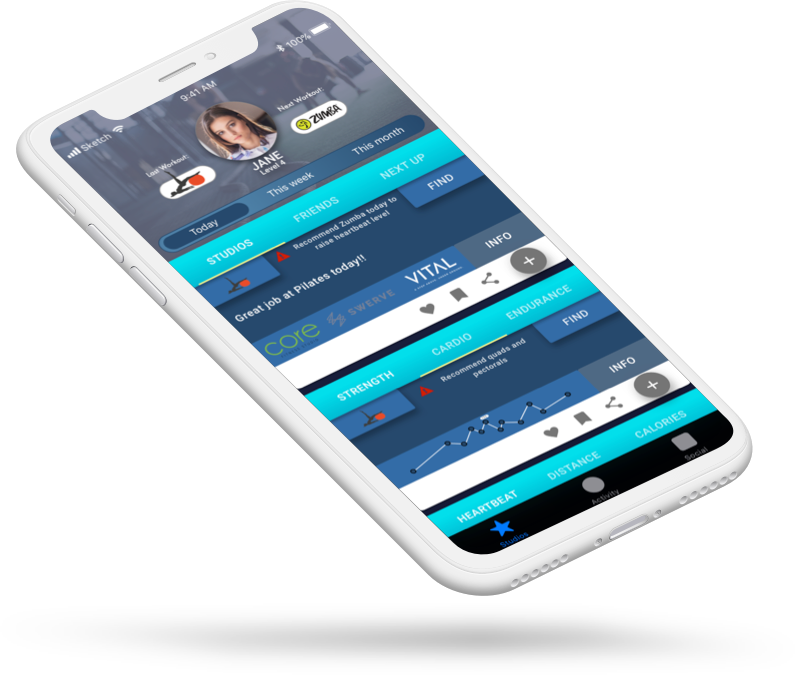 Sketch
9:41 AM
100%
Last Workout:
Next Workout:
ZUMBA
JANE
Level 4
Today
This week
This month
STUDIOS
FRIENDS
NEXT UP
Recommend Zumba today to
raise heartbeat level
FIND
Great job at Pilates today!!
INFO
core
SWERVE
VITAL
+
STRENGTH
CARDIO
ENDURANCE
Recommend quads and
pectorals
FIND
INFO
+
HEARTBEAT
DISTANCE
CALORIES
Studios
Activity
Social